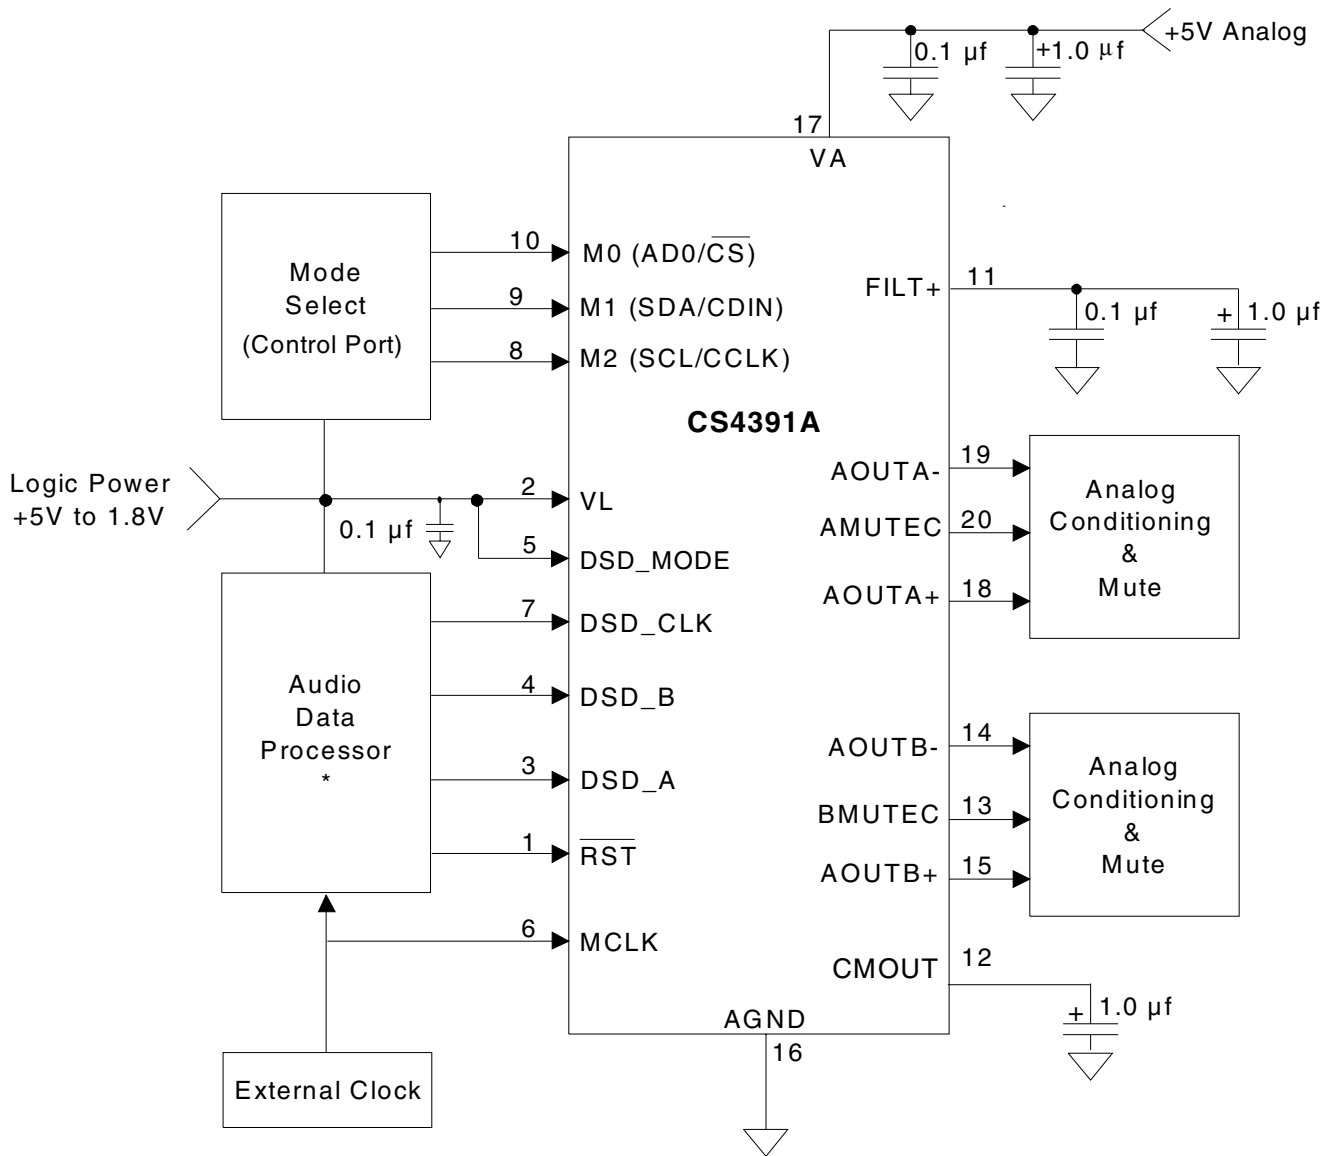 +5V Analog
0.1 µf
+1.0 µf
17
VA
Mode
Select
(Control Port)
10
M0 (AD0/CS)
9
M1 (SDA/CDIN)
8
M2 (SCL/CCLK)
FILT+
11
0.1 µf
+ 1.0 µf
CS4391A
Logic Power
+5V to 1.8V
0.1 µf
2
VL
5
DSD_MODE
7
DSD_CLK
4
DSD_B
3
DSD_A
1
RST
6
MCLK
Audio
Data
Processor
*
External Clock
AOUTA-
19
AMUTEC
20
AOUTA+
18
Analog
Conditioning
&
Mute
AOUTB-
14
BMUTEC
13
AOUTB+
15
Analog
Conditioning
&
Mute
CMOUT
12
+ 1.0 µf
AGND
16